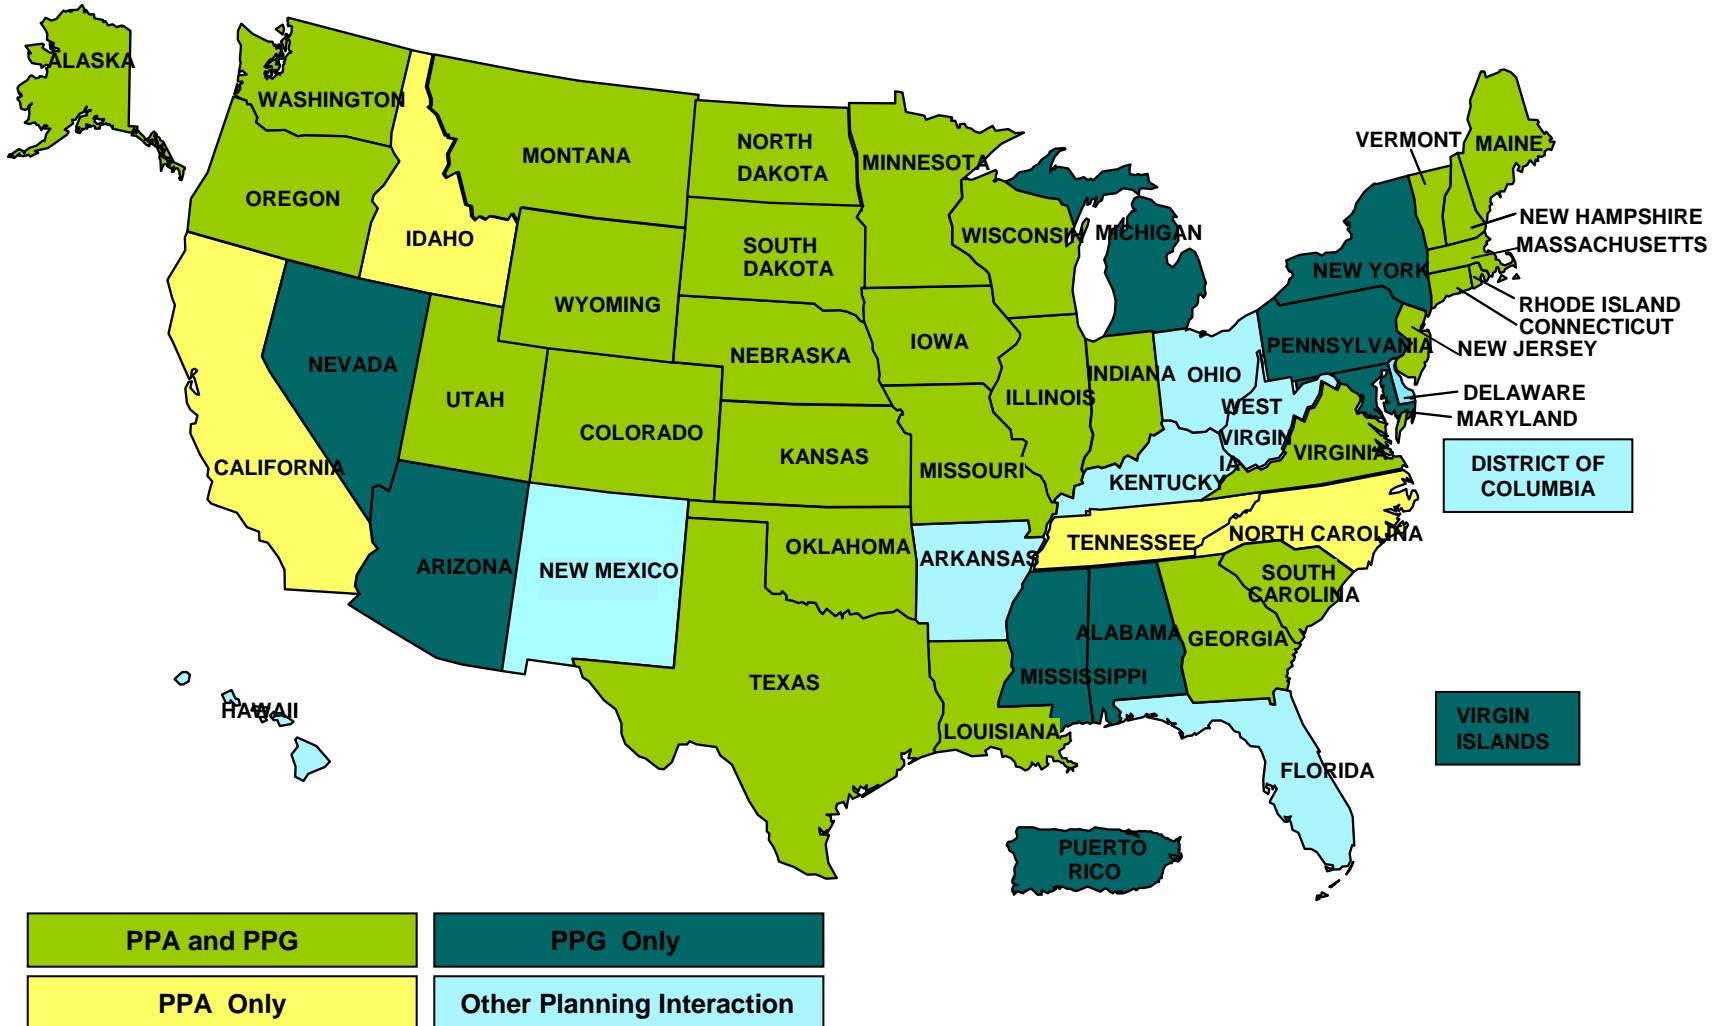 ALASKA
WASHINGTON
OREGON
IDAHO
MONTANA
NORTH
DAKOTA
MINNESOTA
SOUTH
DAKOTA
WISCONSIN
MICHIGAN
VERMONT
MAINE
NEW HAMPSHIRE
MASSACHUSETTS
NEW YORK
RHODE ISLAND
CONNECTICUT
NEW JERSEY
PENNSYLVANIA
DELAWARE
MARYLAND
WYOMING
NEBRASKA
IOWA
ILLINOIS
INDIANA
OHIO
WEST
VIRGIN
IA
VIRGINIA
NEVADA
UTAH
COLORADO
KANSAS
MISSOURI
KENTUCKY
CALIFORNIA
DISTRICT OF
COLUMBIA
ARIZONA
NEW MEXICO
OKLAHOMA
ARKANSAS
TENNESSEE
NORTH CAROLINA
SOUTH
CAROLINA
TEXAS
LOUISIANA
MISSISSIPPI
ALABAMA
GEORGIA
FLORIDA
HAWAII
VIRGIN
ISLANDS
PUERTO
RICO
PPA and PPG
PPG Only
PPA Only
Other Planning Interaction